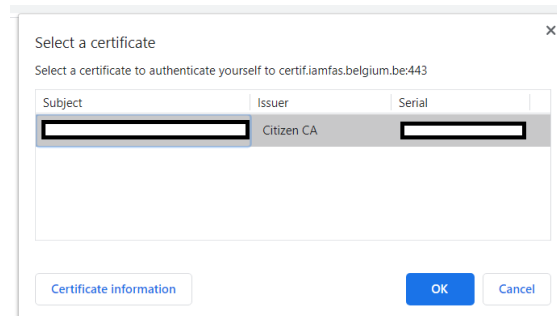 Select a certificate
Select a certificate to authenticate yourself to certif.iamfas.belgium.be:443
Subject Issuer Serial
Citizen CA
Certificate information OK Cancel